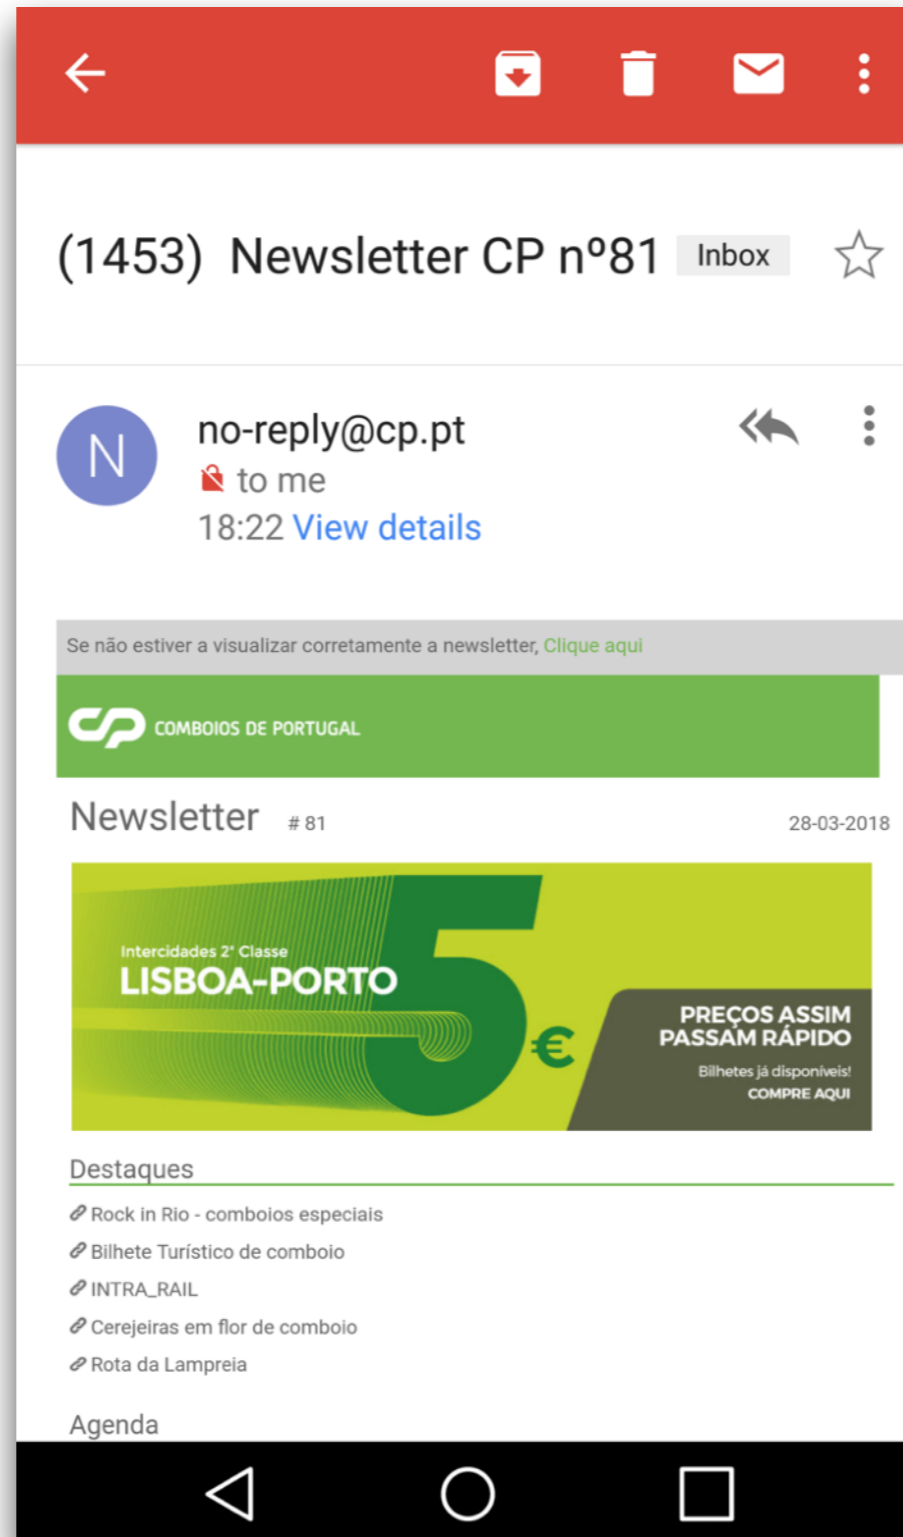 (1453) Newsletter CP nº81 Inbox
N
no-reply@cp.pt
to me
18:22 View details
Se não estiver a visualizar corretamente a newsletter, Clique aqui
CP COMBOIOS DE PORTUGAL
Newsletter # 81 28-03-2018
Intercidades 2ª Classe
LISBOA-PORTO
5€
PREÇOS ASSIM
PASSAM RÁPIDO
Bilhetes já disponíveis!
COMPRE AQUI
Destaques
Rock in Rio - comboios especiais
Bilhete Turístico de comboio
INTRA_RAIL
Cerejeiras em flor de comboio
Rota da Lampreia
Agenda